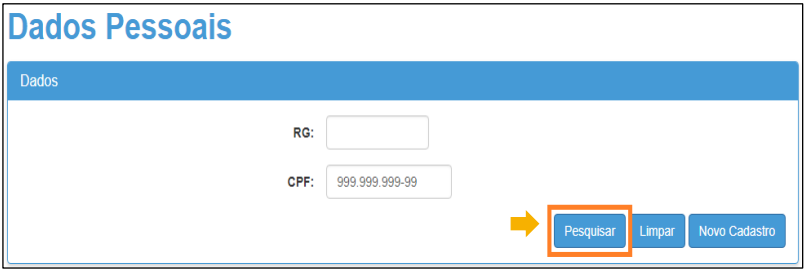 Dados Pessoais
Dados
RG:
CPF: 999.999.999-99
Pesquisar Limpar Novo Cadastro